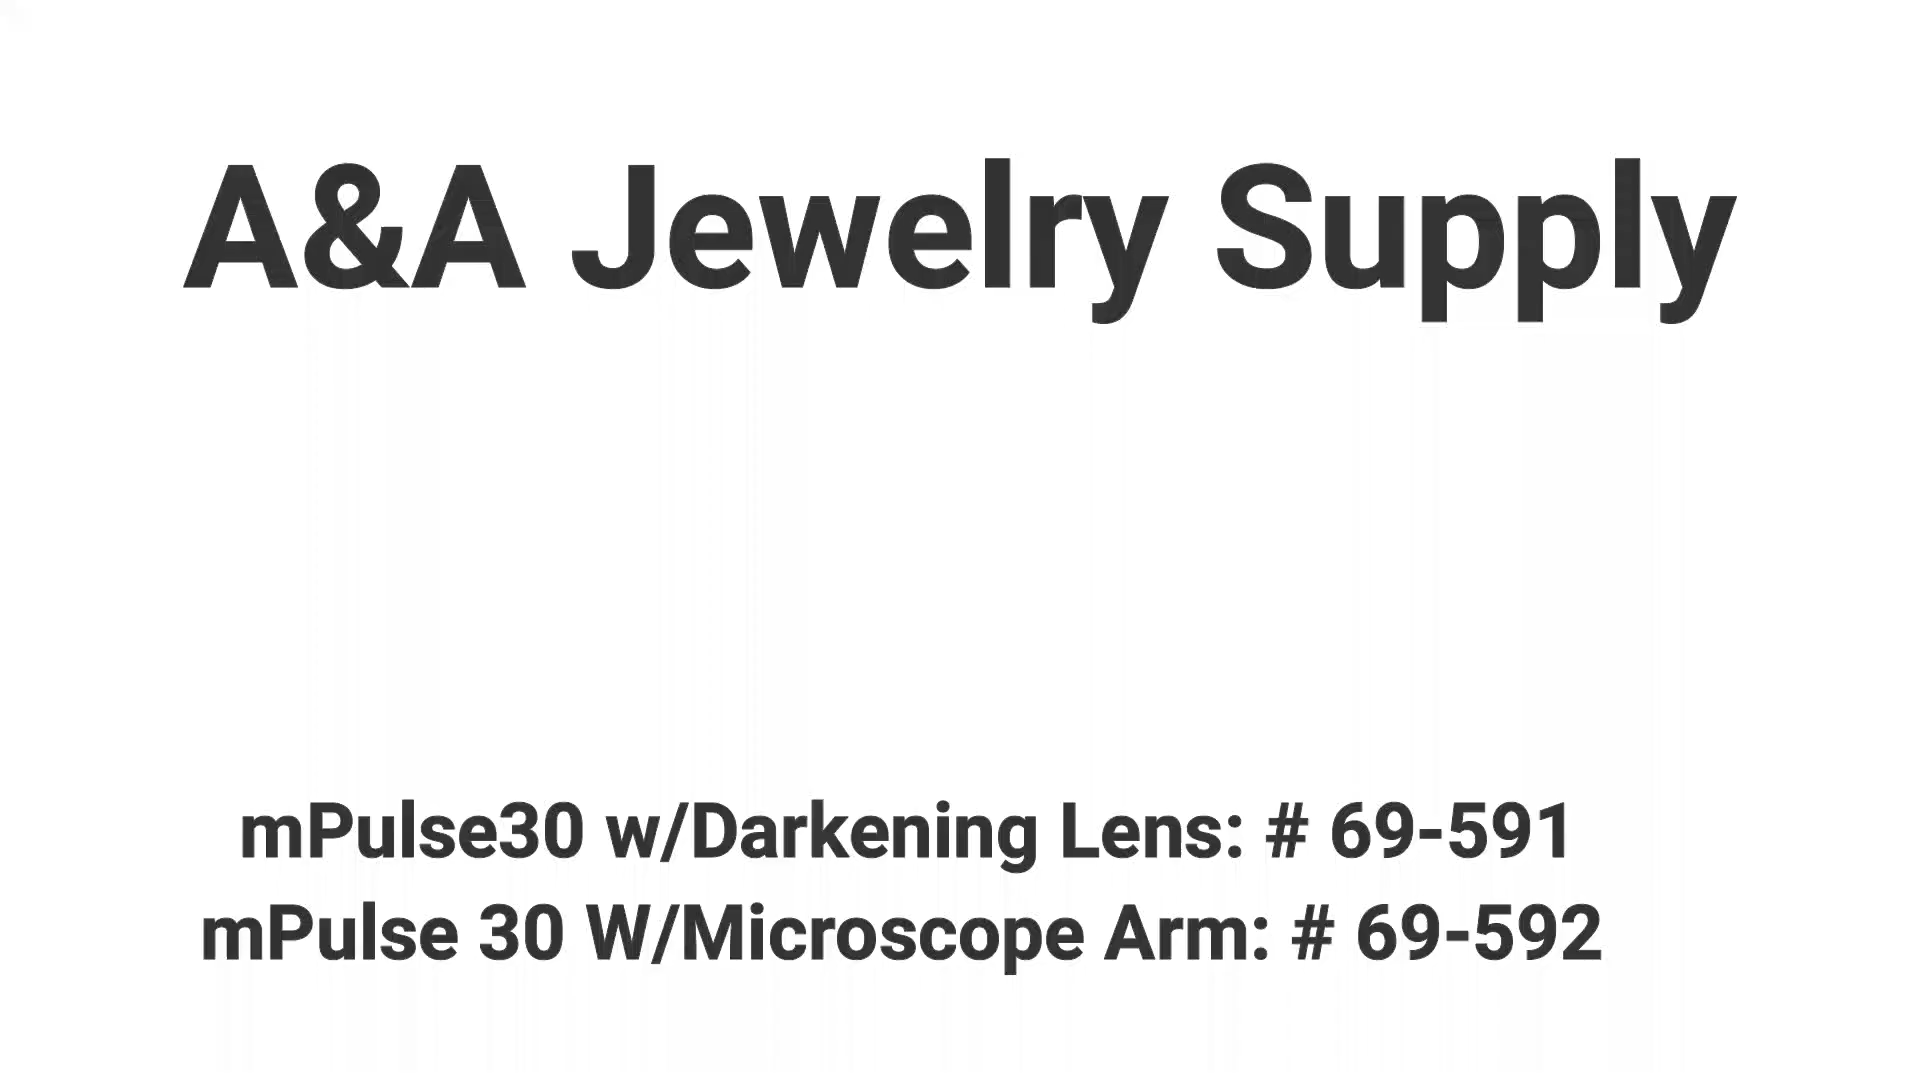 A&A Jewelry Supply
mPulse30 w/Darkening Lens: # 69-591
mPulse 30 W/Microscope Arm: # 69-592